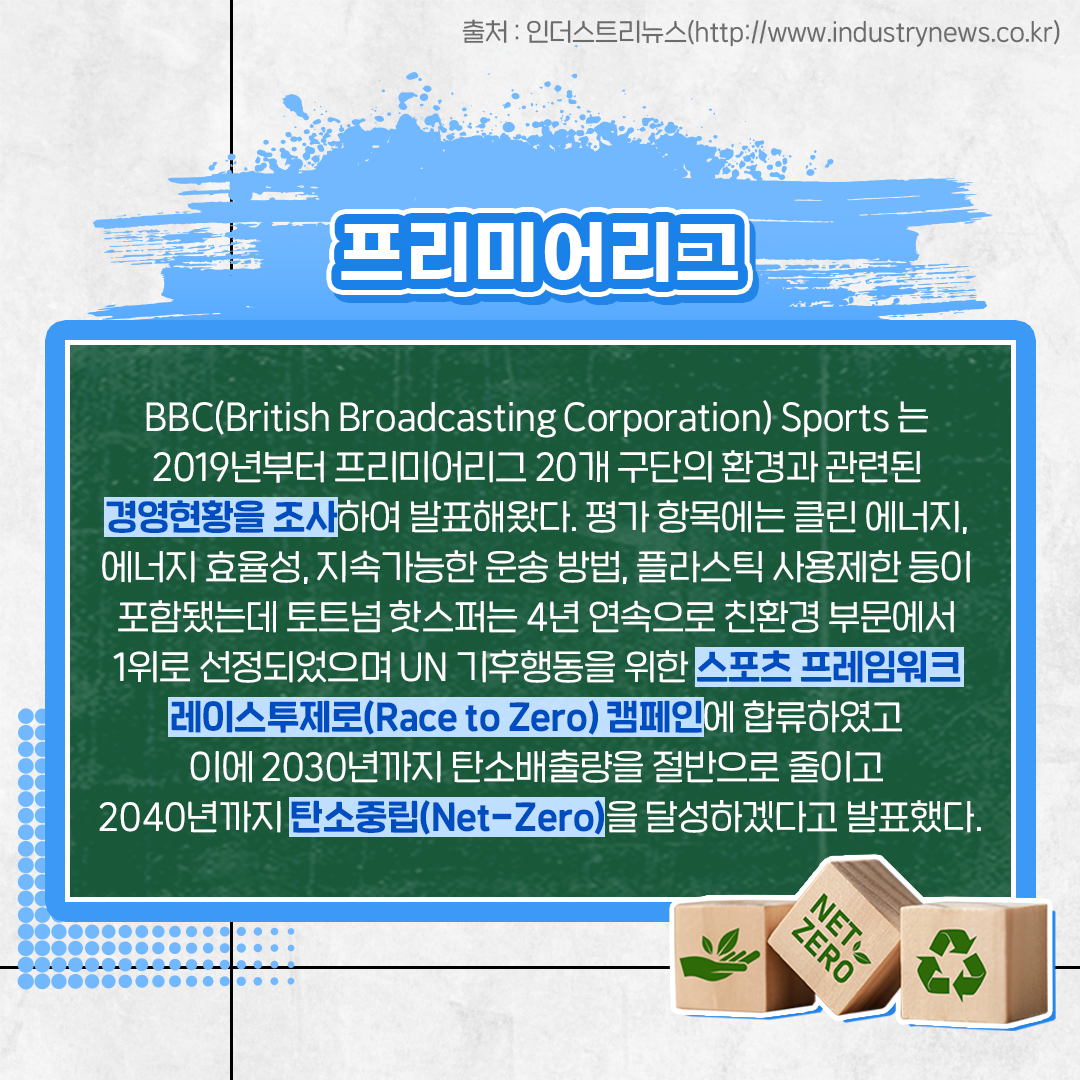 출처 : 인더스트리뉴스(http://www.industrynews.co.kr)
프리미어리그
BBC(British Broadcasting Corporation) Sports 는
2019년부터 프리미어리그 20개 구단의 환경과 관련된
경영현황을 조사하여 발표해왔다. 평가 항목에는 클린 에너지,
에너지 효율성, 지속가능한 운송 방법, 플라스틱 사용제한 등이
포함됐는데 토트넘 핫스퍼는 4년 연속으로 친환경 부문에서
1위로 선정되었으며 UN 기후행동을 위한 스포츠 프레임워크
레이스투제로(Race to Zero) 캠페인에 합류하였고
이에 2030년까지 탄소배출량을 절반으로 줄이고
2040년까지 탄소중립(Net-Zero)을 달성하겠다고 발표했다.
NET
ZERO